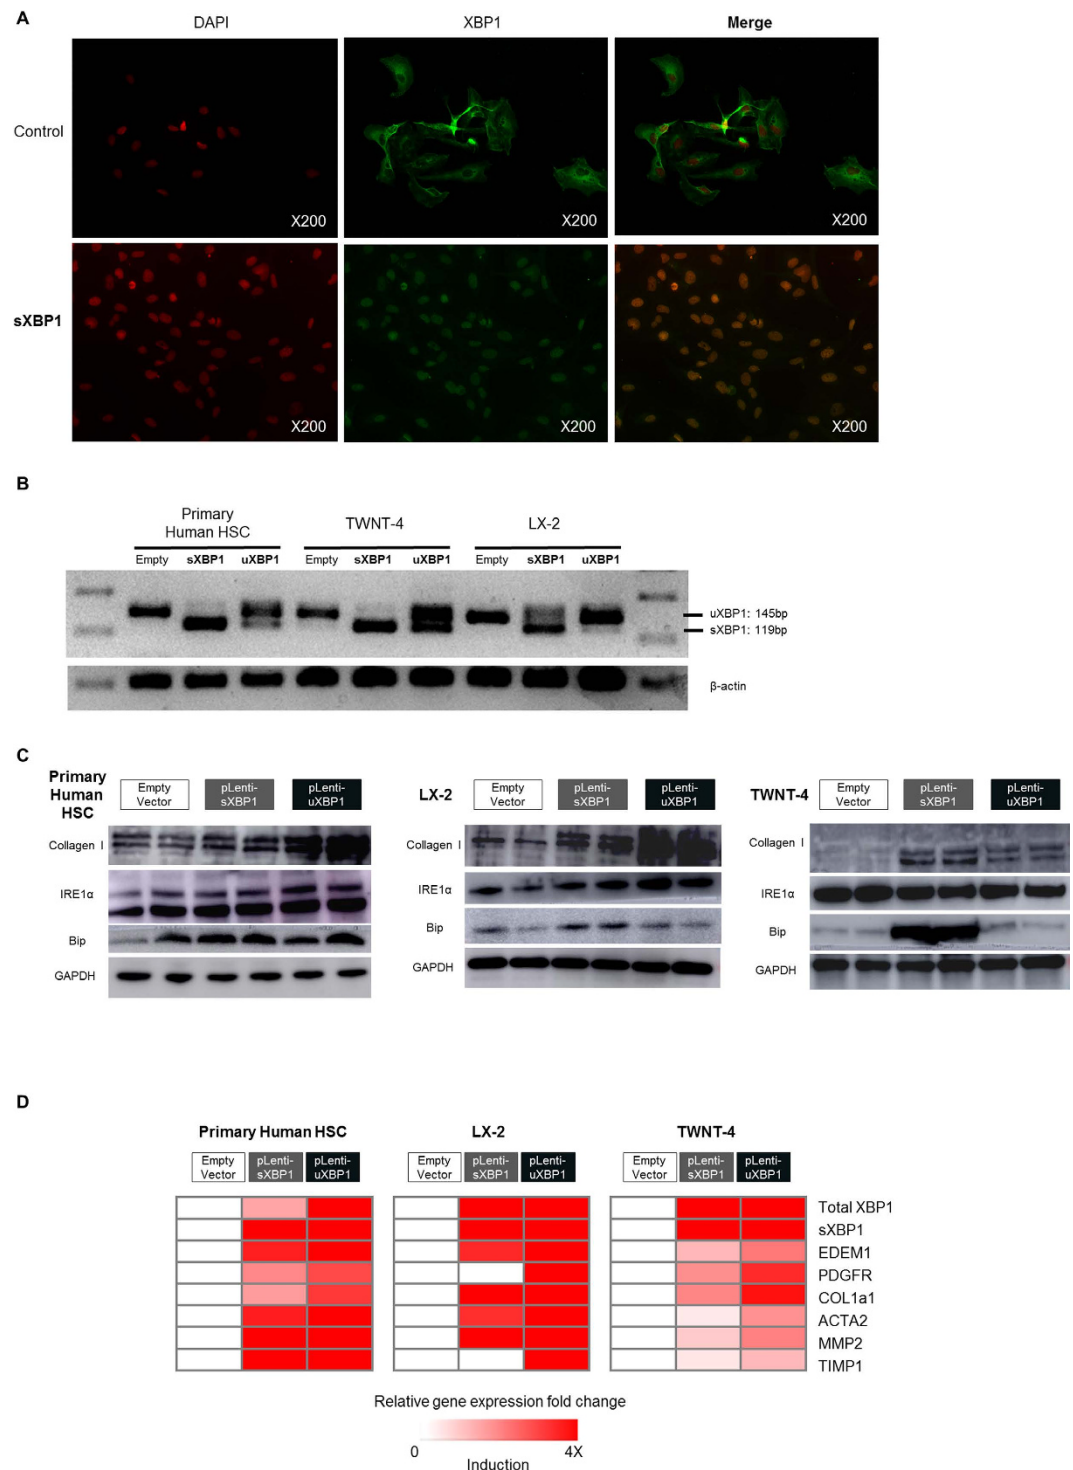 A
DAPI
XBP1
Merge
Control
X200
X200
X200
sXBP1
X200
X200
X200
B
Primary
Human HSC
TWNT-4
LX-2
Empty
sXBP1
uXBP1
Empty
sXBP1
uXBP1
Empty
sXBP1
uXBP1
uXBP1: 145bp
sXBP1: 119bp
β-actin
C
Primary
Human
HSC
Empty
Vector
pLenti-
sXBP1
pLenti-
uXBP1
Collagen I
IRE1α
Bip
GAPDH
LX-2
Empty
Vector
pLenti-
sXBP1
pLenti-
uXBP1
Collagen I
IRE1α
Bip
GAPDH
TWNT-4
Empty
Vector
pLenti-
sXBP1
pLenti-
uXBP1
Collagen I
IRE1α
Bip
GAPDH
D
Primary Human HSC
LX-2
TWNT-4
Empty
Vector
pLenti-
sXBP1
pLenti-
uXBP1
Empty
Vector
pLenti-
sXBP1
pLenti-
uXBP1
Empty
Vector
pLenti-
sXBP1
pLenti-
uXBP1
Total XBP1
sXBP1
EDEM1
PDGFR
COL1a1
ACTA2
MMP2
TIMP1
Relative gene expression fold change
0
4X
Induction